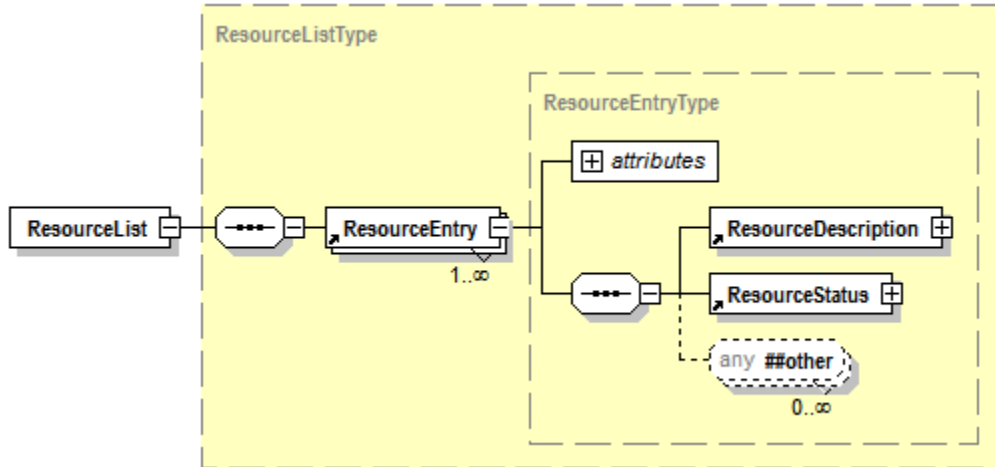 ResourceListType
ResourceEntryType
attributes
ResourceList
ResourceEntry
1..∞
ResourceDescription
ResourceStatus
any ##other
0..∞